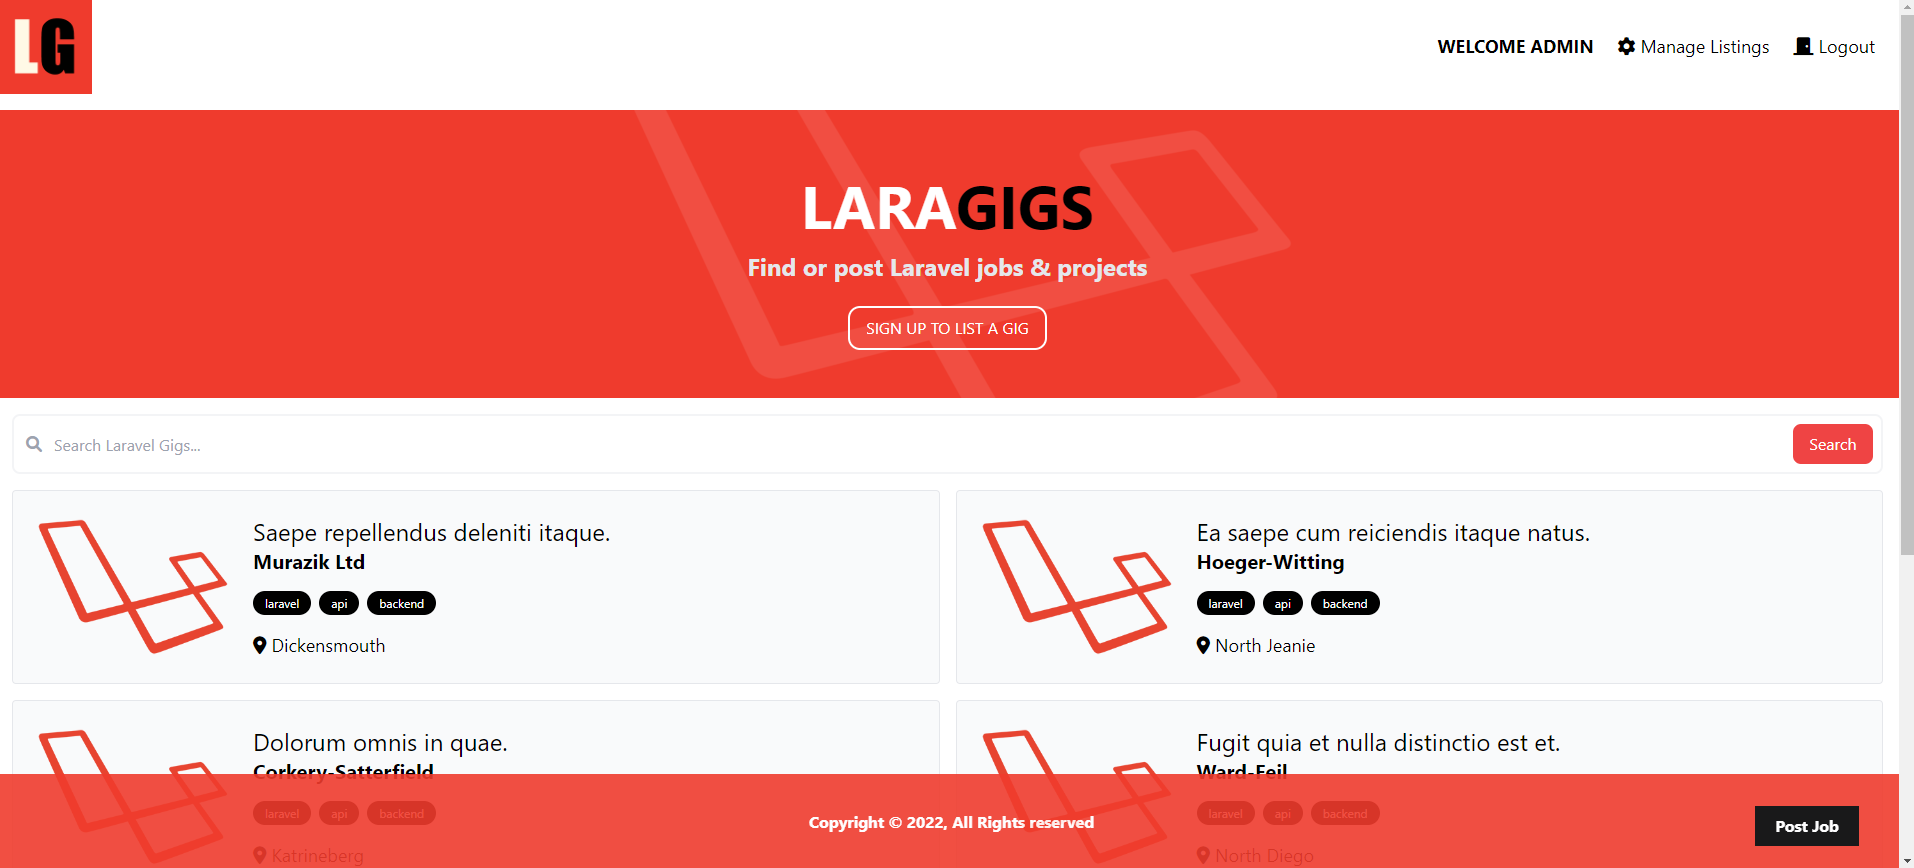 LG
WELCOME ADMIN
Manage Listings
Logout
LARAGIGS
Find or post Laravel jobs & projects
SIGN UP TO LIST A GIG
Search Laravel Gigs...
Search
Saepe repellendus deleniti itaque.
Murazik Ltd
laravel api backend
Dickensmouth
Ea saepe cum reiciendis itaque natus.
Hoeger-Witting
laravel api backend
North Jeanie
Dolorum omnis in quae.
Corkery-Satterfield
laravel api backend
Katrineberg
Fugit quia et nulla distinctio est et.
Ward-Feil
laravel api backend
North Diego
Copyright © 2022, All Rights reserved
Post Job